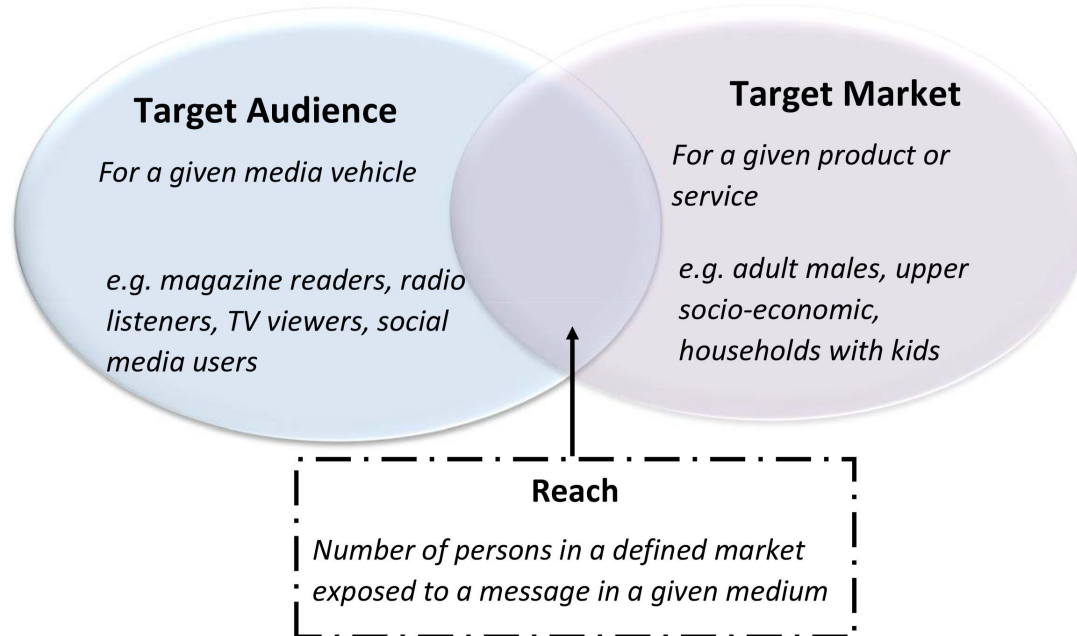 Target Audience
For a given media vehicle
e.g. magazine readers, radio
listeners, TV viewers, social
media users
Target Market
For a given product or
service
e.g. adult males, upper
socio-economic,
households with kids
Reach
Number of persons in a defined market
exposed to a message in a given medium